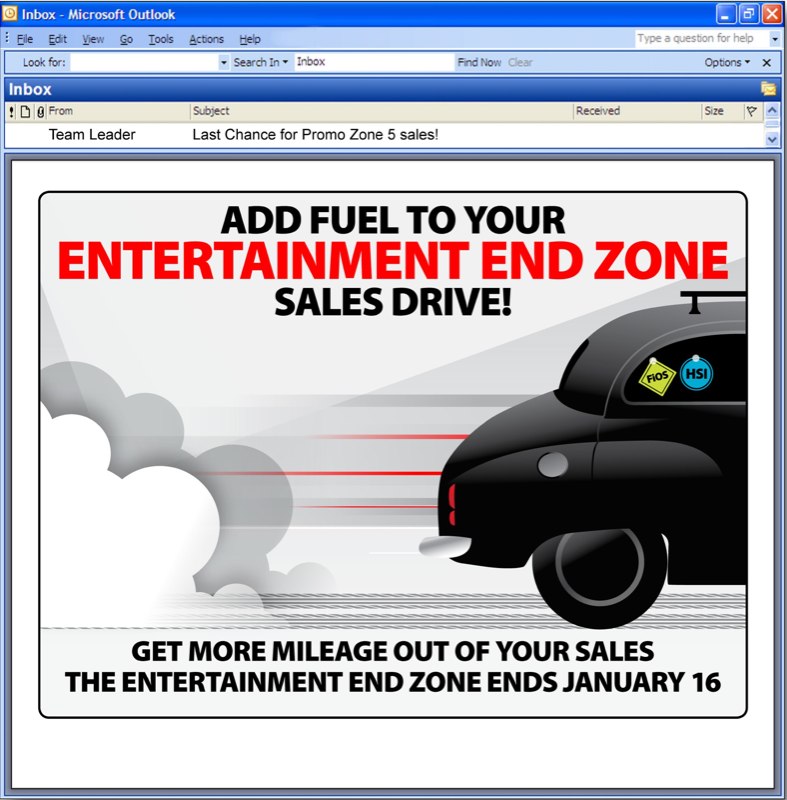 Inbox - Microsoft Outlook
File Edit View Go Tools Actions Help
Type a question for help
Look for: Search In Inbox Find Now Clear Options
Inbox
From Subject Received Size
Team Leader Last Chance for Promo Zone 5 sales!
ADD FUEL TO YOUR
ENTERTAINMENT END ZONE
SALES DRIVE!
FiOS HSI
GET MORE MILEAGE OUT OF YOUR SALES
THE ENTERTAINMENT END ZONE ENDS JANUARY 16